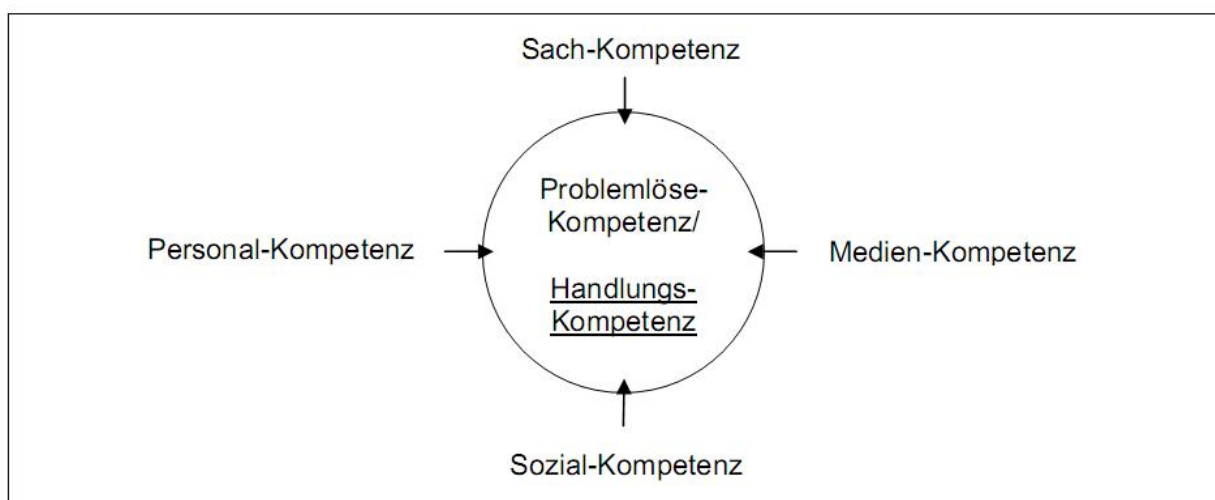 Sach-Kompetenz
Problemlöse-
Kompetenz/
Personal-Kompetenz
Medien-Kompetenz
Handlungs-
Kompetenz
Sozial-Kompetenz